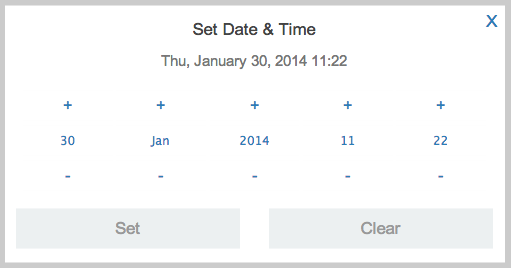 Set Date & Time
X
Thu, January 30, 2014 11:22
+ + + + +
30 Jan 2014 11 22
- - - - -
Set Clear